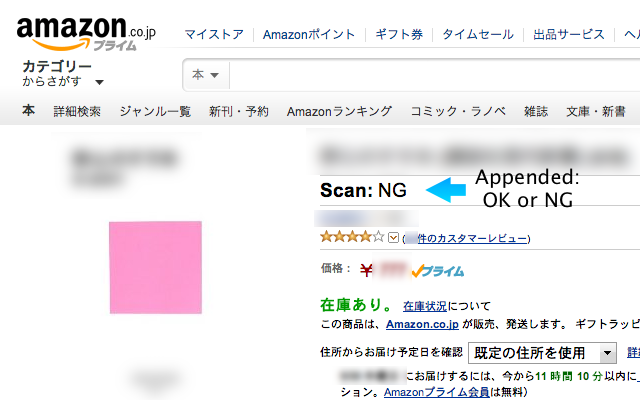 amazon.co.jp
プライム
マイストア Amazonポイント ギフト券 タイムセール 出品サービス ヘル
カテゴリー
からさがす
本
本 詳細検索 ジャンル一覧 新刊・予約 Amazonランキング コミック・ラノベ 雑誌 文庫・新書
Scan: NG
Appended:
OK or NG
件のカスタマーレビュー)
価格: ¥ プライム
在庫あり。 在庫状況について
この商品は、Amazon.co.jp が販売、発送します。 ギフトラッピ
住所からお届け予定日を確認 既定の住所を使用 詳
にお届けするには、今から11 時間 10 分以内に
ション。Amazonプライム会員は無料)